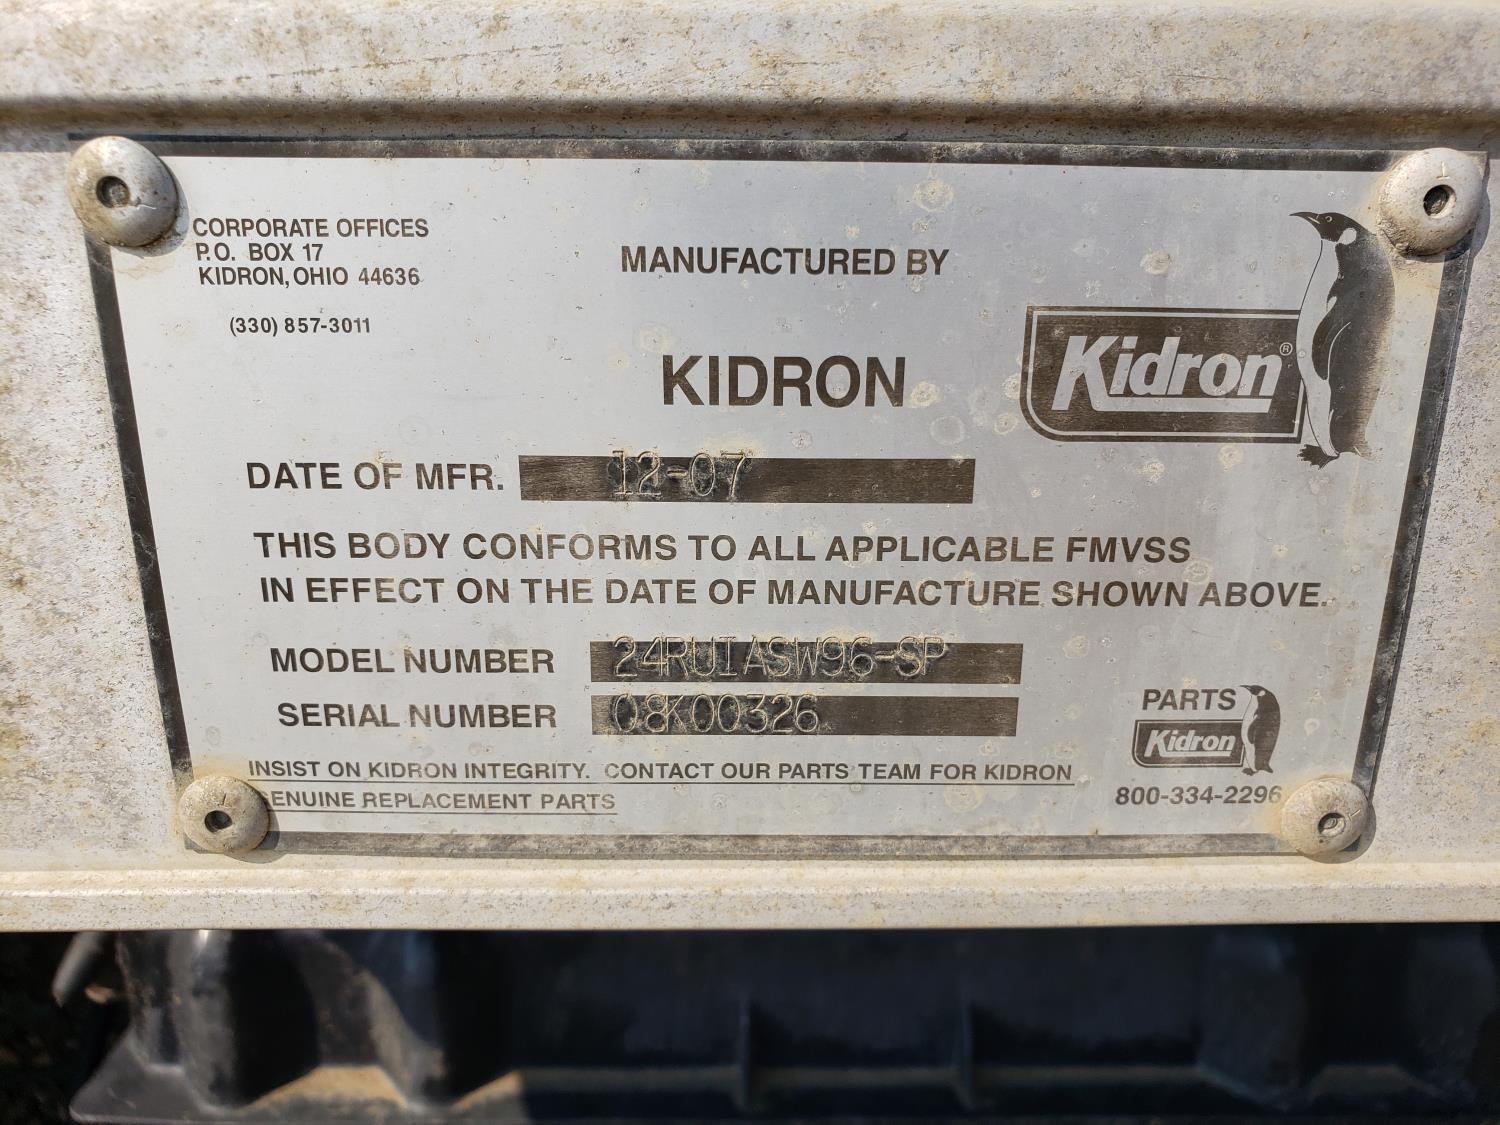 CORPORATE OFFICES
P.O. BOX 17
KIDRON, OHIO 44636
(330) 857-3011
MANUFACTURED BY
KIDRON
Kidron®
DATE OF MFR. 12-07
THIS BODY CONFORMS TO ALL APPLICABLE FMVSS
IN EFFECT ON THE DATE OF MANUFACTURE SHOWN ABOVE.
MODEL NUMBER 24RUIASW96-SP
SERIAL NUMBER 08K00326
PARTS
Kidron
800-334-2296
INSIST ON KIDRON INTEGRITY. CONTACT OUR PARTS TEAM FOR KIDRON
ENUINE REPLACEMENT PARTS